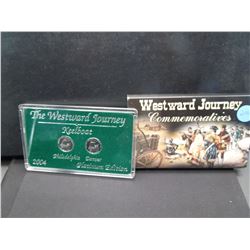 The Westward Journey
Keelboat
Philadelphia Denver
2004
Platinum Edition
Westward Journey
Commemoratives